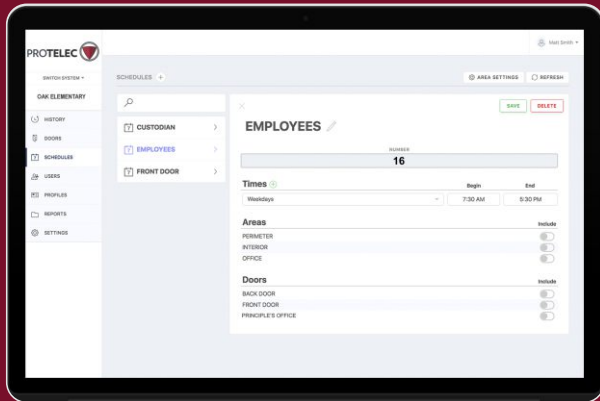 Matt Smith
PROTELEC
SWITCH SYSTEM
OAK ELEMENTARY
HISTORY
DOORS
SCHEDULES
USERS
PROFILES
REPORTS
SETTINGS
SCHEDULES +
AREA SETTINGS
REFRESH
CUSTODIAN
EMPLOYEES
FRONT DOOR
SAVE
DELETE
EMPLOYEES
NUMBER
16
Times Begin End
Weekdays 7:30 AM 5:30 PM
Areas Include
PERIMETER
INTERIOR
OFFICE
Doors Include
BACK DOOR
FRONT DOOR
PRINCIPLE'S OFFICE